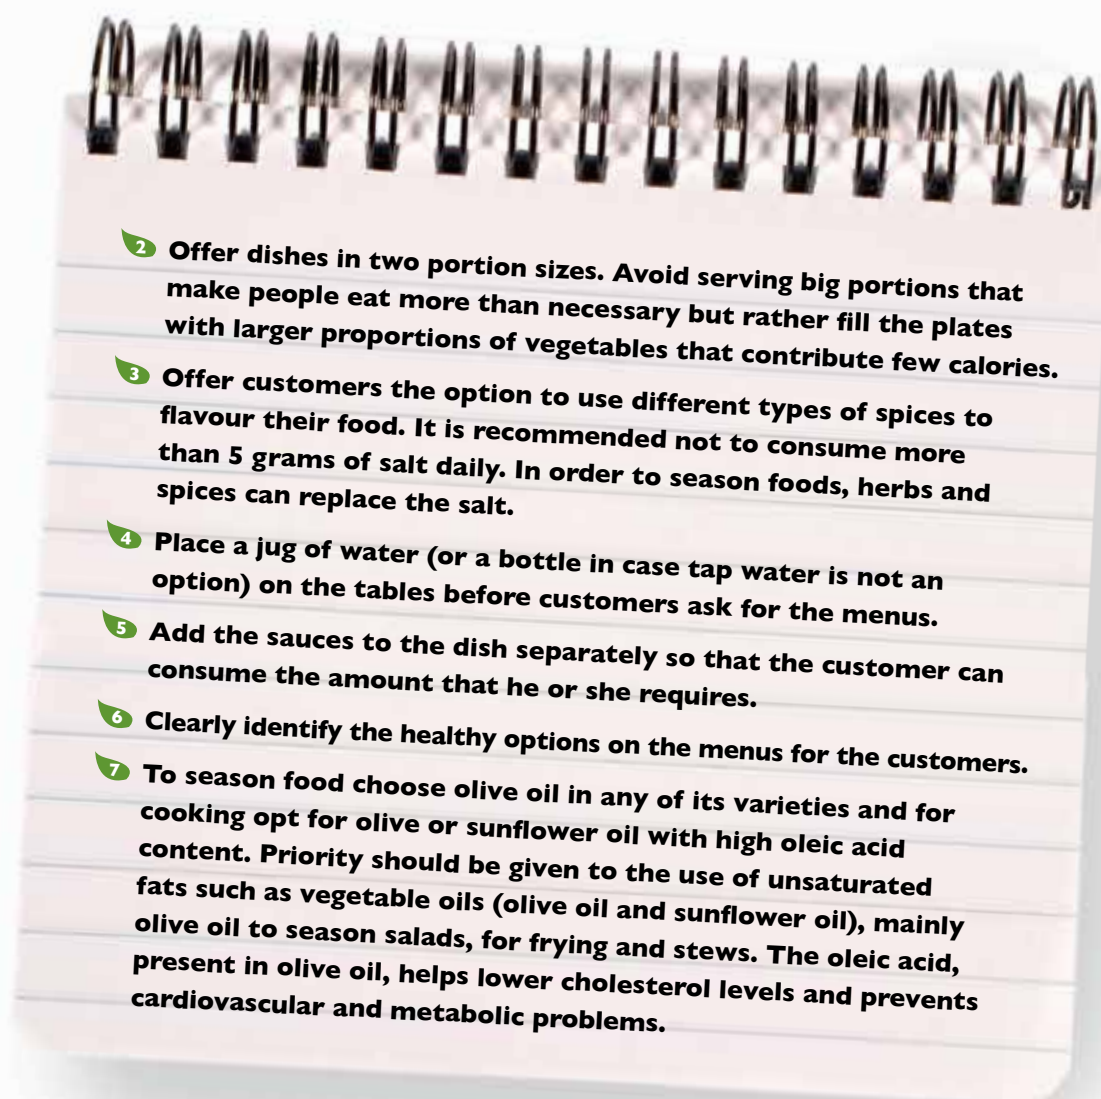 2 Offer dishes in two portion sizes. Avoid serving big portions that
make people eat more than necessary but rather fill the plates
with larger proportions of vegetables that contribute few calories.
3 Offer customers the option to use different types of spices to
flavour their food. It is recommended not to consume more
than 5 grams of salt daily. In order to season foods, herbs and
spices can replace the salt.
4 Place a jug of water (or a bottle in case tap water is not an
option) on the tables before customers ask for the menus.
5 Add the sauces to the dish separately so that the customer can
consume the amount that he or she requires.
6 Clearly identify the healthy options on the menus for the customers.
7 To season food choose olive oil in any of its varieties and for
cooking opt for olive or sunflower oil with high oleic acid
content. Priority should be given to the use of unsaturated
fats such as vegetable oils (olive oil and sunflower oil), mainly
olive oil to season salads, for frying and stews. The oleic acid,
present in olive oil, helps lower cholesterol levels and prevents
cardiovascular and metabolic problems.